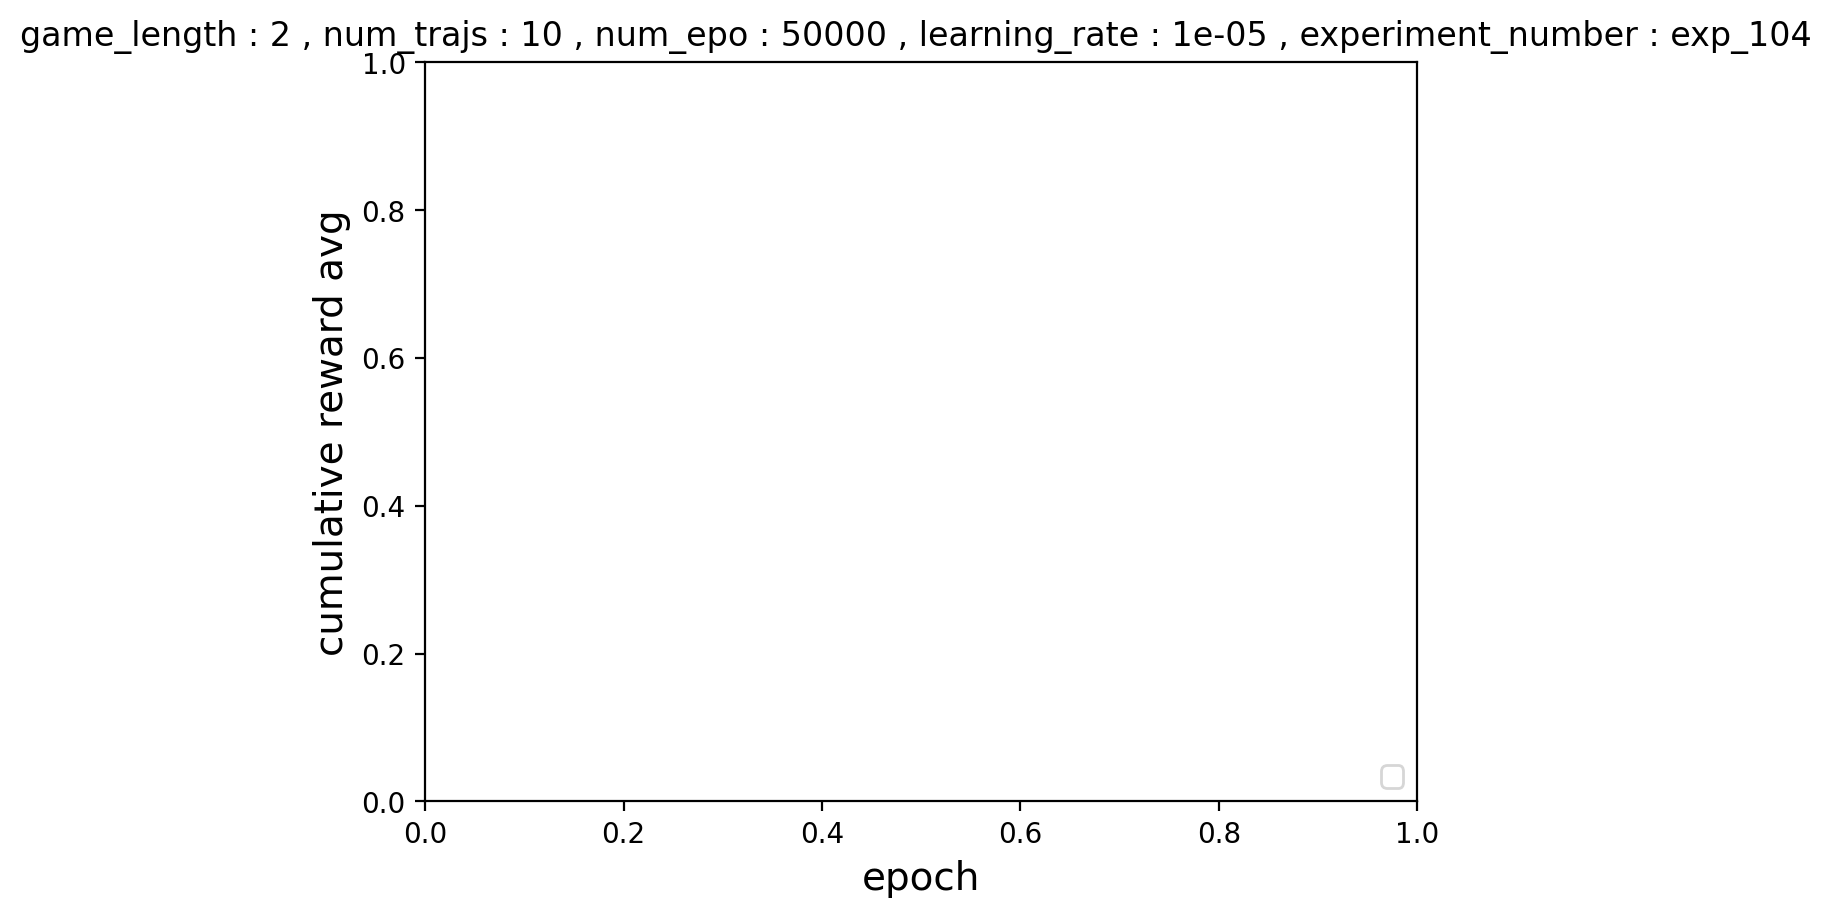 game_length : 2 , num_trajs : 10 , num_epo : 50000 , learning_rate : 1e-05 , experiment_number : exp_104
1.0
0.8
0.6
0.4
0.2
0.0
cumulative reward avg
0.0 0.2 0.4 0.6 0.8 1.0
epoch